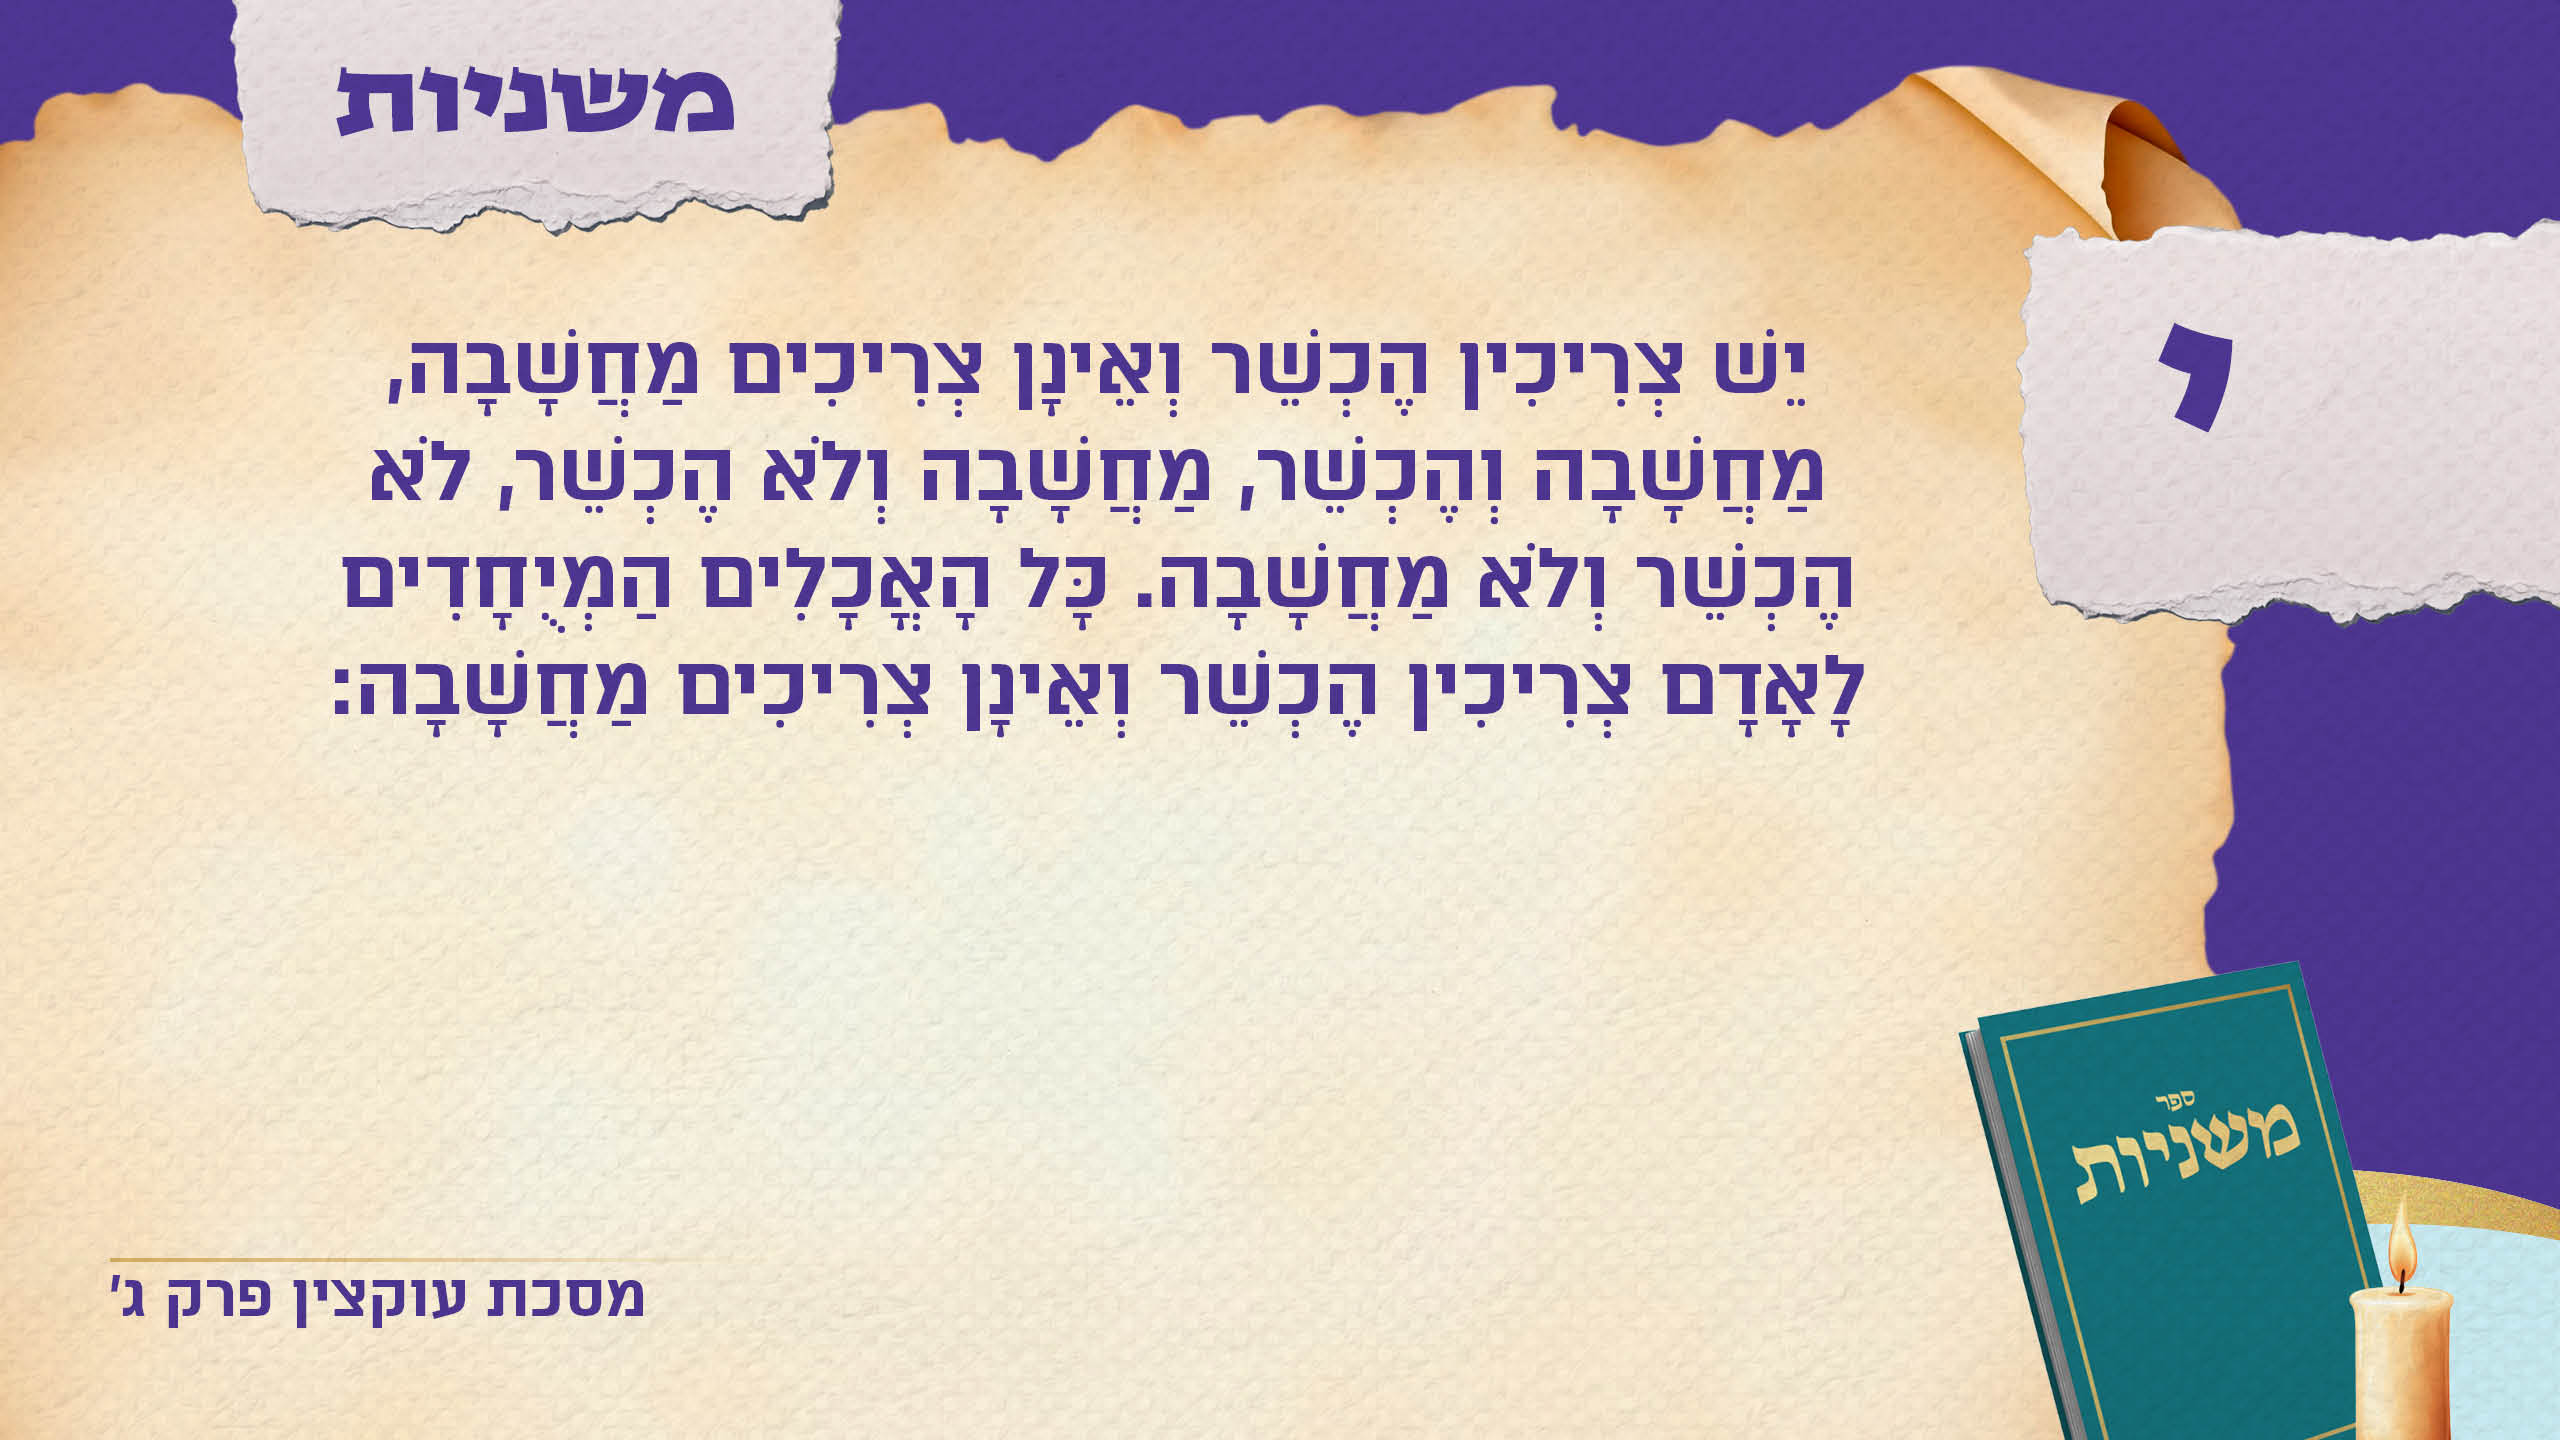 משניות
י
יֵשׁ צְרִיכִין הֶכְשֵׁר וְאֵינָן צְרִיכִים מַחֲשָׁבָה,
מַחֲשָׁבָה וְהֶכְשֵׁר, מַחֲשָׁבָה וְלֹא הֶכְשֵׁר, לֹא
הֶכְשֵׁר וְלֹא מַחֲשָׁבָה. כָּל הָאֳכָלִים הַמְיֻחָדִים
לָאָדָם צְרִיכִין הֶכְשֵׁר וְאֵינָן צְרִיכִים מַחֲשָׁבָה:
ספר
משניות
מסכת עוקצין פרק ג'